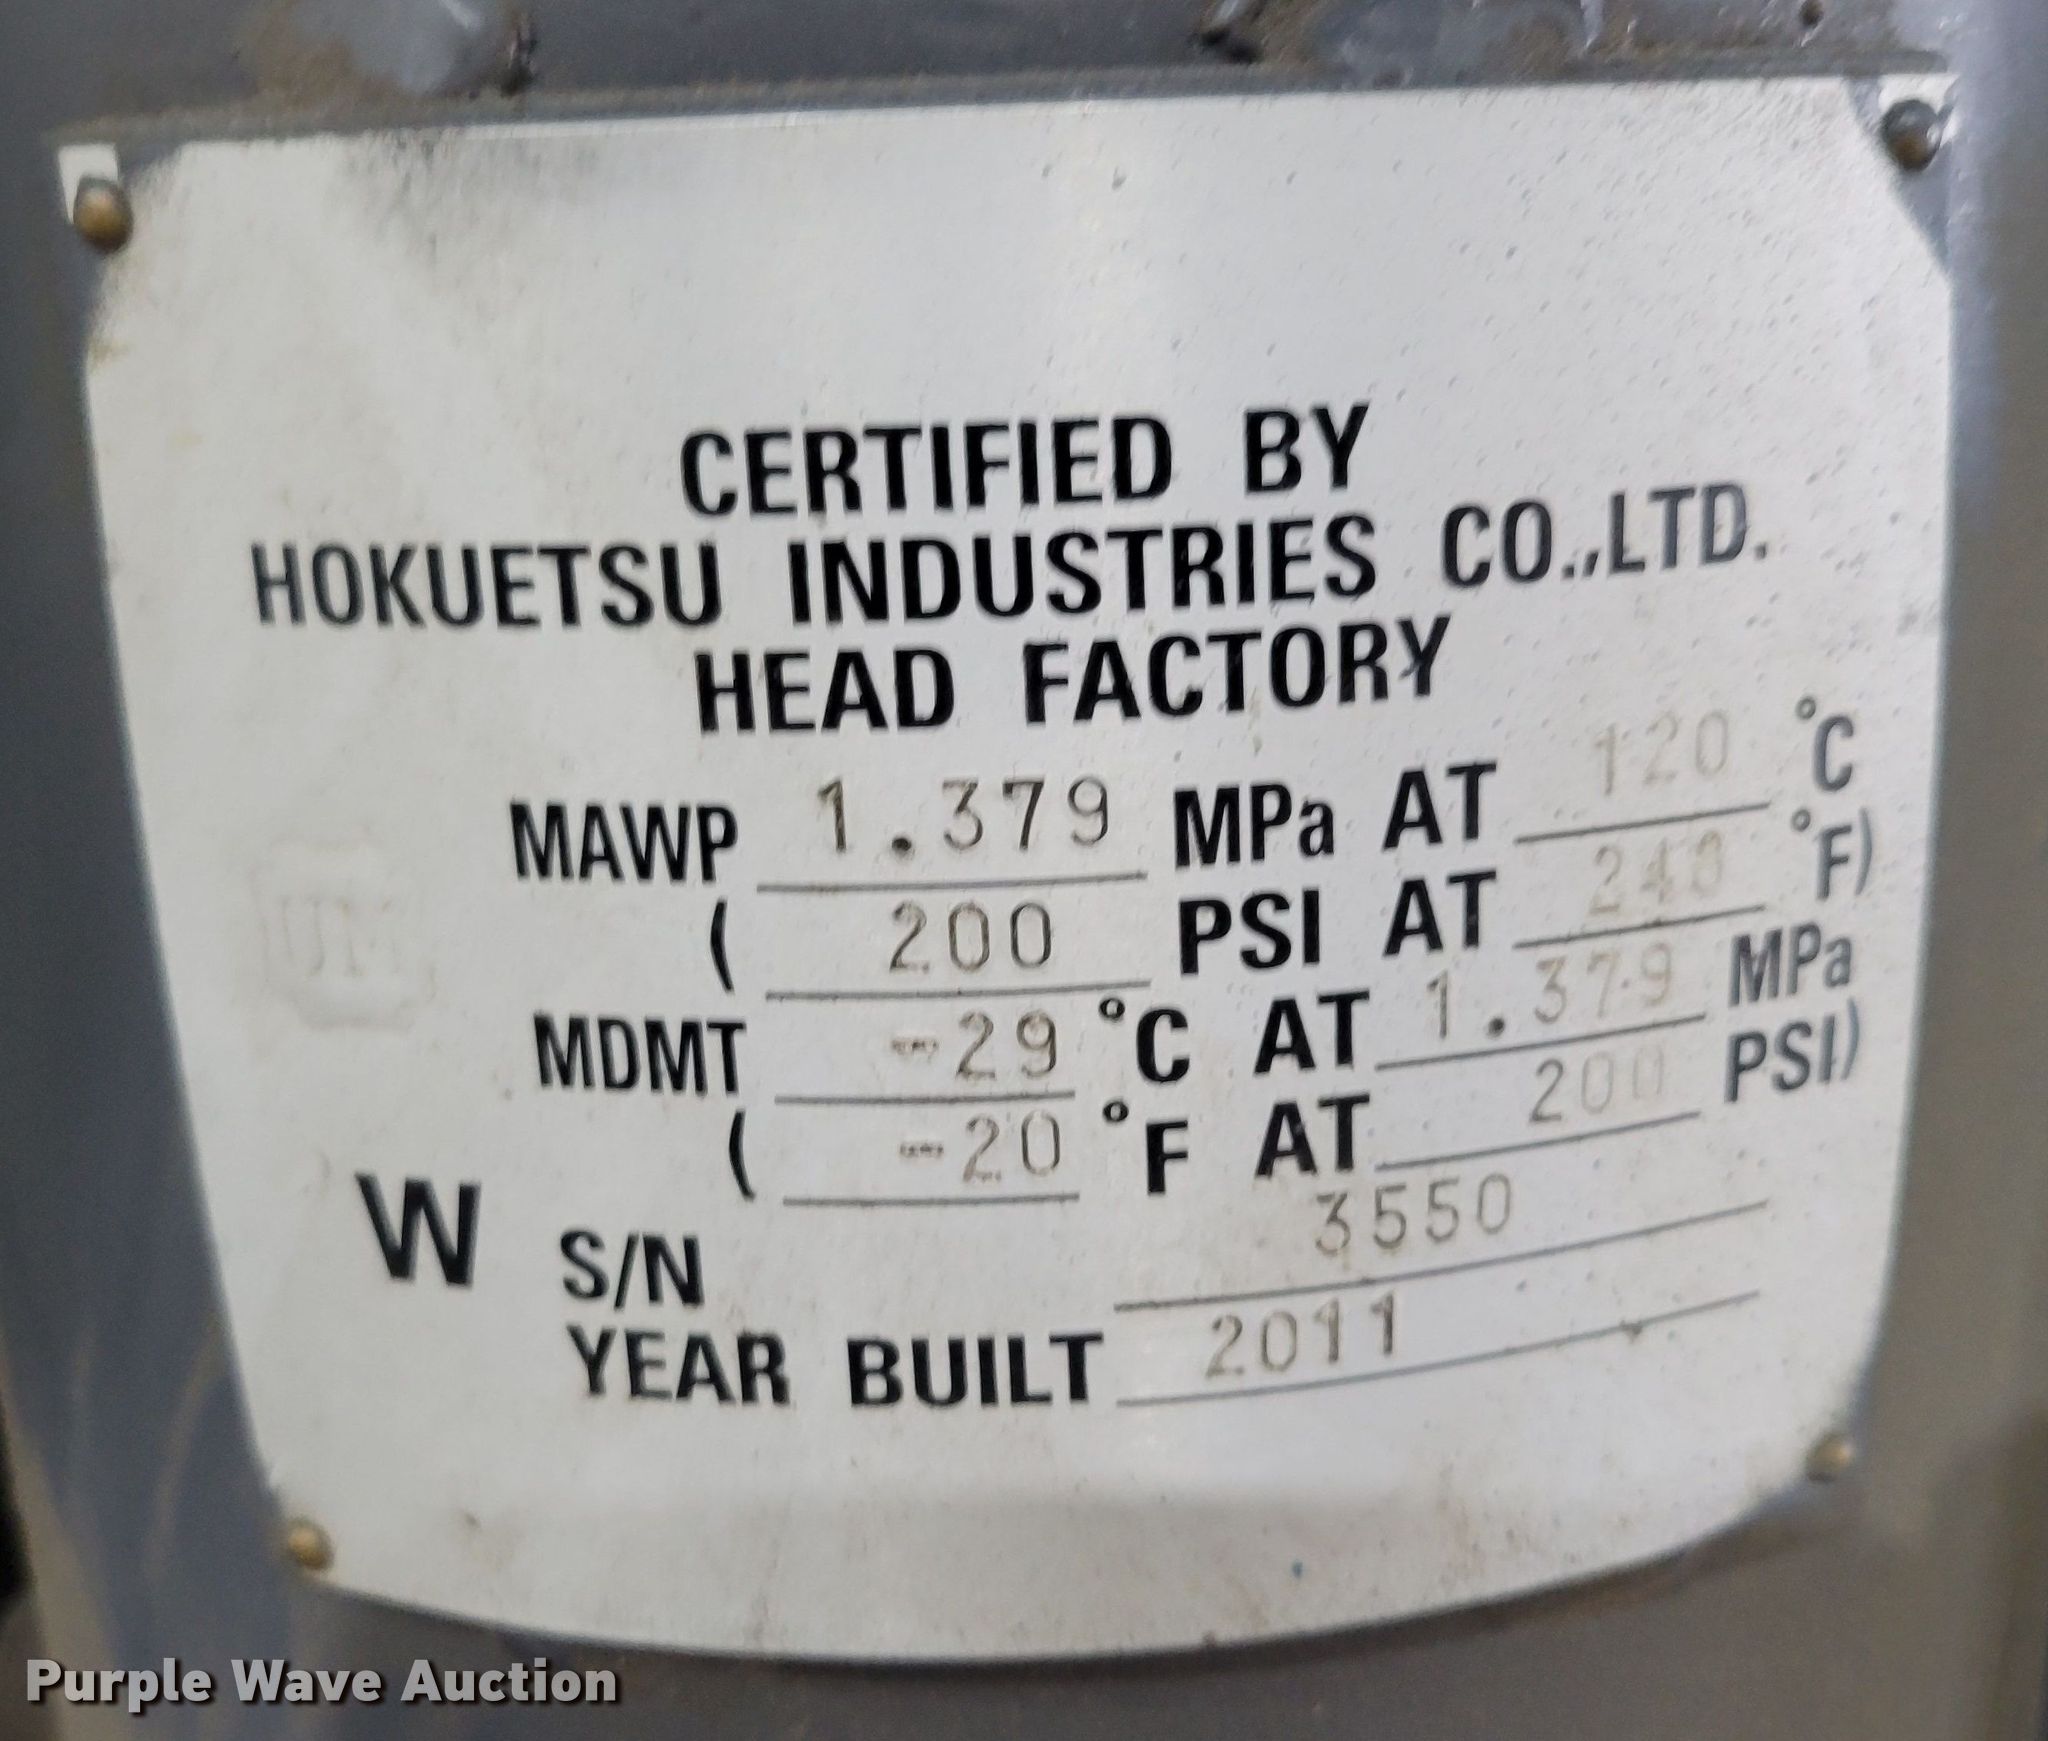 CERTIFIED BY
HOKUETSU INDUSTRIES CO.,LTD.
HEAD FACTORY
MAWP 1.379 MPa AT 120 °C
( 200 PSI AT 248 °F)
UM
MDMT -29 °C AT 1.379 MPa
( -20 °F AT 200 PSI)
W S/N 3550
YEAR BUILT 2011
Purple Wave Auction